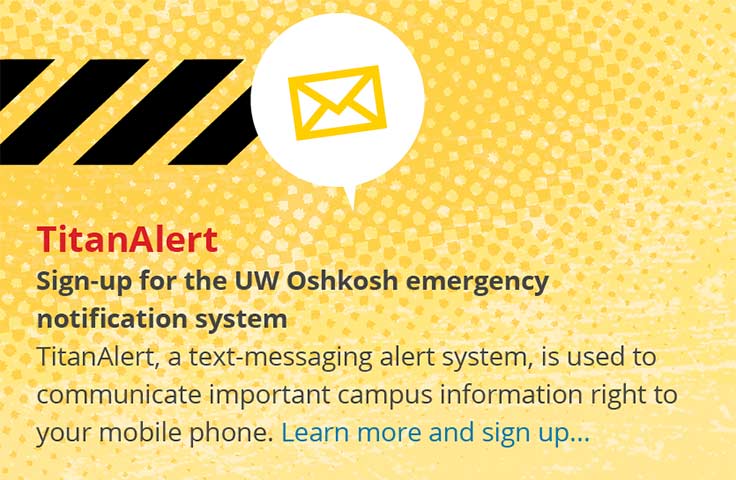 TitanAlert
Sign-up for the UW Oshkosh emergency
notification system
TitanAlert, a text-messaging alert system, is used to
communicate important campus information right to
your mobile phone. Learn more and sign up...